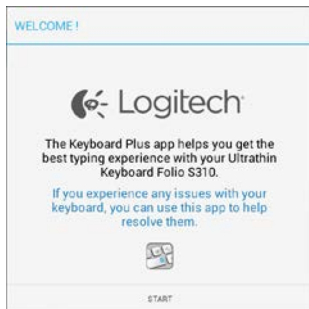 WELCOME !
Logitech
The Keyboard Plus app helps you get the
best typing experience with your Ultrathin
Keyboard Folio S310.
If you experience any issues with your
keyboard, you can use this app to help
resolve them.
START